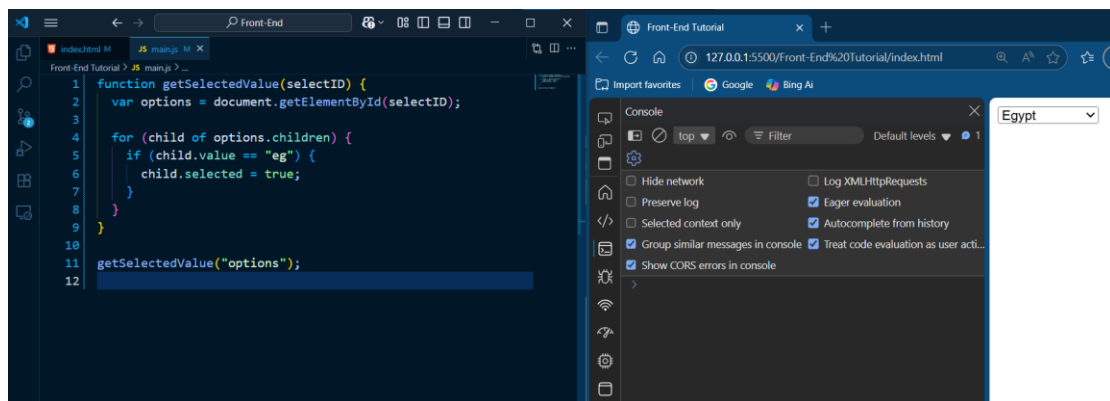 Front-End
index.html M
JS main.js M
Front-End Tutorial > JS main.js > ...
1 function getSelectedValue(selectID) {
2 var options = document.getElementById(selectID);
3
4 for (child of options.children) {
5 if (child.value == "eg") {
6 child.selected = true;
7 }
8 }
9 }
10
11 getSelectedValue("options");
12
2
Front-End Tutorial
127.0.0.1:5500/Front-End%20Tutorial/index.html
Import favorites
Google
Bing Ai
Console
top
Filter
Default levels
1
Hide network
Log XMLHttpRequests
Preserve log
Eager evaluation
Selected context only
Autocomplete from history
Group similar messages in console
Treat code evaluation as user acti...
Show CORS errors in console
>
Egypt